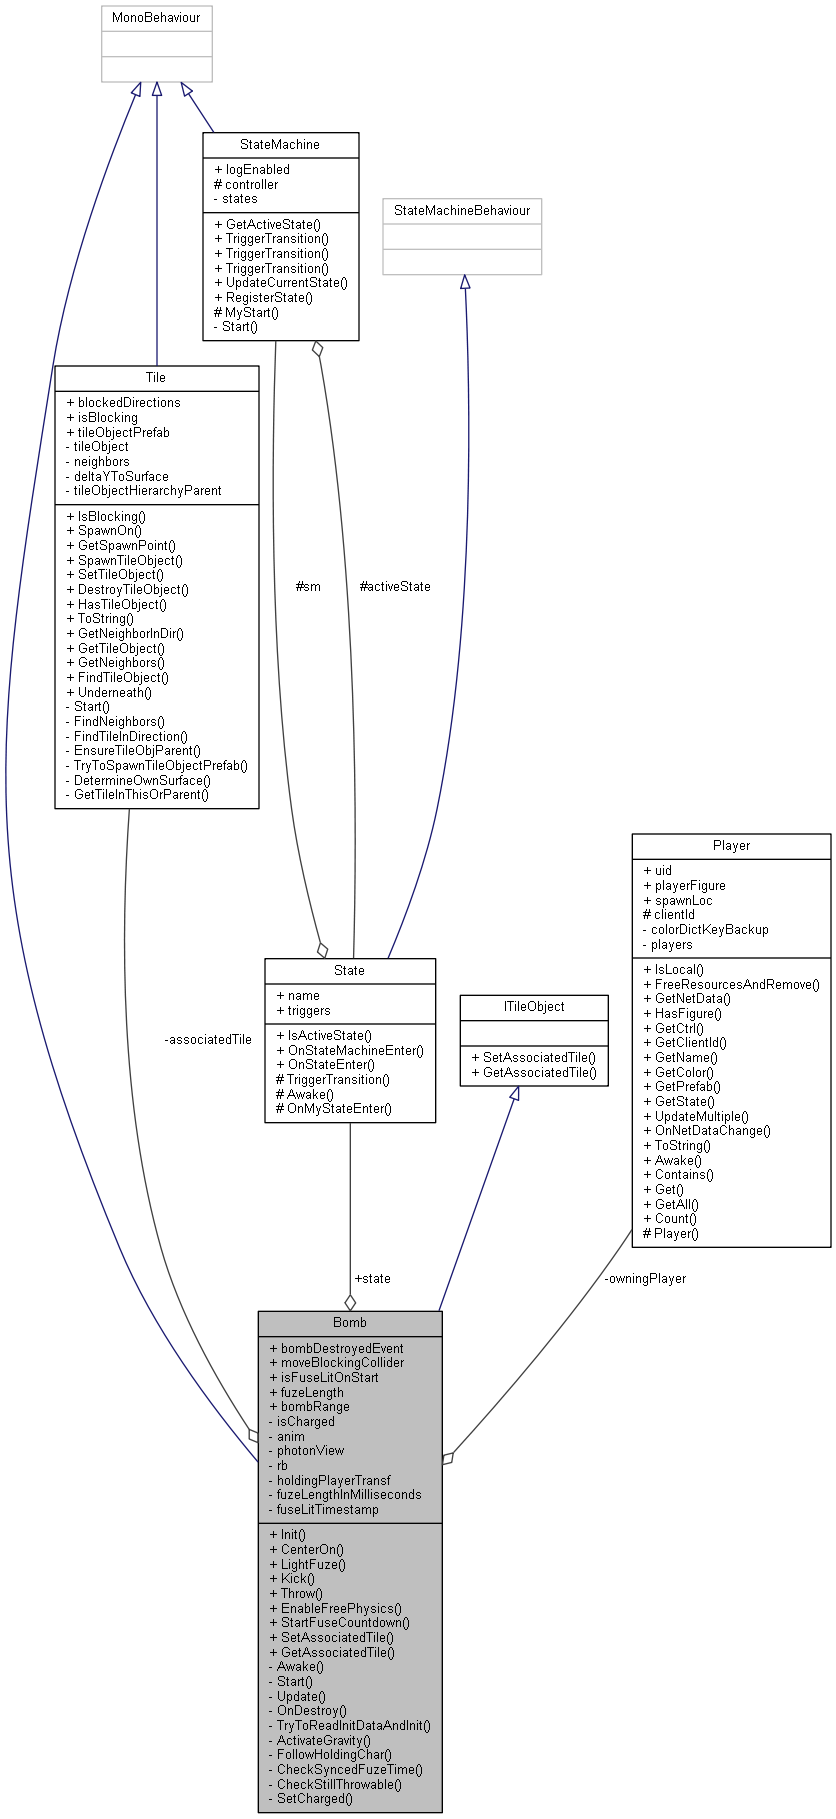 MonoBehaviour
StateMachine
+ logEnabled
# controller
- states
+ GetActiveState()
+ TriggerTransition()
+ TriggerTransition()
+ TriggerTransition()
+ UpdateCurrentState()
+ RegisterState()
# MyStart()
- Start()
StateMachineBehaviour
Tile
+ blockedDirections
+ isBlocking
+ tileObjectPrefab
- tileObject
- neighbors
- deltaYToSurface
- tileObjectHierarchyParent
+ IsBlocking()
+ SpawnOn()
+ GetSpawnPoint()
+ SpawnTileObject()
+ SetTileObject()
+ DestroyTileObject()
+ HasTileObject()
+ ToString()
+ GetNeighborInDir()
+ GetTileObject()
+ GetNeighbors()
+ FindTileObject()
+ Underneath()
- Start()
- FindNeighbors()
- FindTileInDirection()
- EnsureTileObjParent()
- TryToSpawnTileObjectPrefab()
- DetermineOwnSurface()
- GetTileInThisOrParent()
#sm
#activeState
Player
+ uid
+ playerFigure
+ spawnLoc
# clientId
- colorDictKeyBackup
- players
+ IsLocal()
+ FreeResourcesAndRemove()
+ GetNetData()
+ HasFigure()
+ GetCtrl()
+ GetClientId()
+ GetName()
+ GetColor()
+ GetPrefab()
+ GetState()
+ UpdateMultiple()
+ OnNetDataChange()
+ ToString()
+ Awake()
+ Contains()
+ Get()
+ GetAll()
+ Count()
# Player()
State
+ name
+ triggers
+ IsActiveState()
+ OnStateMachineEnter()
+ OnStateEnter()
# TriggerTransition()
# Awake()
# OnMyStateEnter()
ITileObject
+ SetAssociatedTile()
+ GetAssociatedTile()
-associatedTile
+state
-owningPlayer
Bomb
+ bombDestroyedEvent
+ moveBlockingCollider
+ isFuseLitOnStart
+ fuzeLength
+ bombRange
- isCharged
- anim
- photonView
- rb
- holdingPlayerTransf
- fuzeLengthInMilliseconds
- fuseLitTimestamp
+ Init()
+ CenterOn()
+ LightFuze()
+ Kick()
+ Throw()
+ EnableFreePhysics()
+ StartFuseCountdown()
+ SetAssociatedTile()
+ GetAssociatedTile()
- Awake()
- Start()
- Update()
- OnDestroy()
- TryToReadInitDataAndInit()
- ActivateGravity()
- FollowHoldingChar()
- CheckSyncedFuzeTime()
- CheckStillThrowable()
- SetCharged()